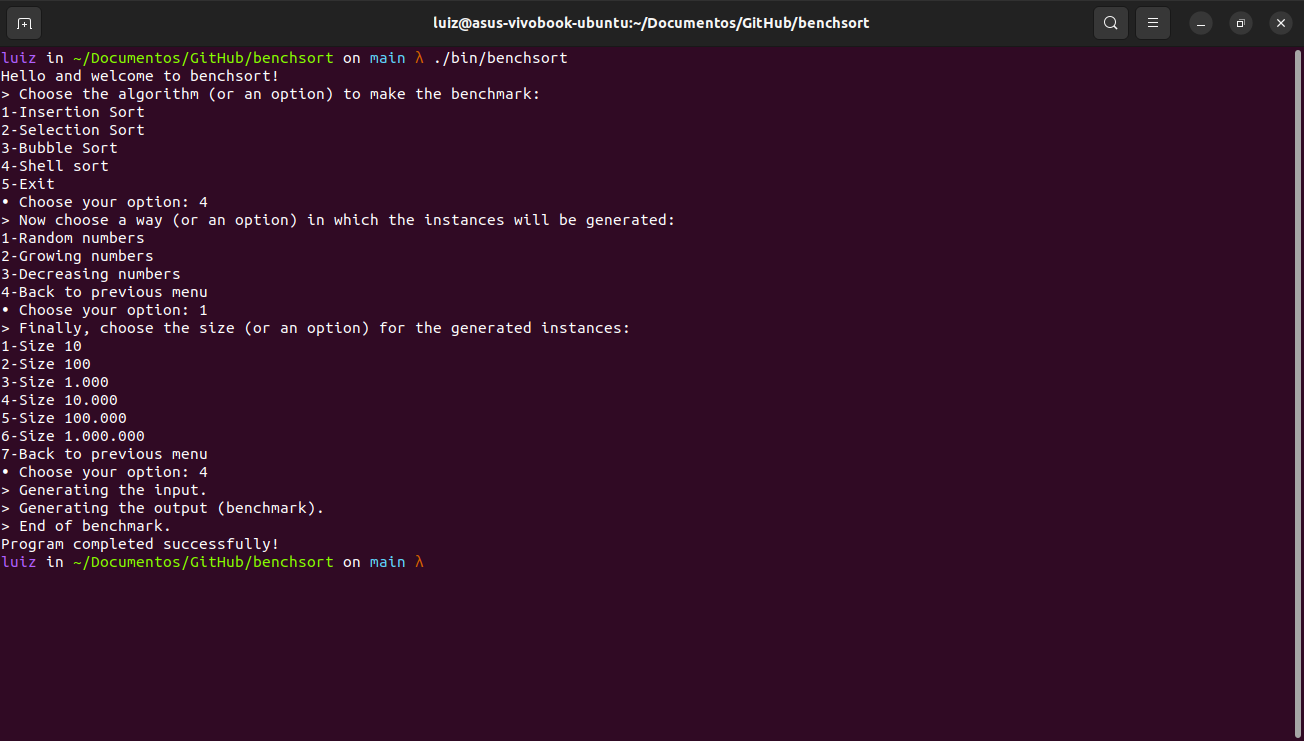 luiz@asus-vivobook-ubuntu:~/Documentos/GitHub/benchsort
luiz in ~/Documentos/GitHub/benchsort on main λ ./bin/benchsort
Hello and welcome to benchsort!
> Choose the algorithm (or an option) to make the benchmark:
1-Insertion Sort
2-Selection Sort
3-Bubble Sort
4-Shell sort
5-Exit
• Choose your option: 4
> Now choose a way (or an option) in which the instances will be generated:
1-Random numbers
2-Growing numbers
3-Decreasing numbers
4-Back to previous menu
• Choose your option: 1
> Finally, choose the size (or an option) for the generated instances:
1-Size 10
2-Size 100
3-Size 1.000
4-Size 10.000
5-Size 100.000
6-Size 1.000.000
7-Back to previous menu
• Choose your option: 4
> Generating the input.
> Generating the output (benchmark).
> End of benchmark.
Program completed successfully!
luiz in ~/Documentos/GitHub/benchsort on main λ